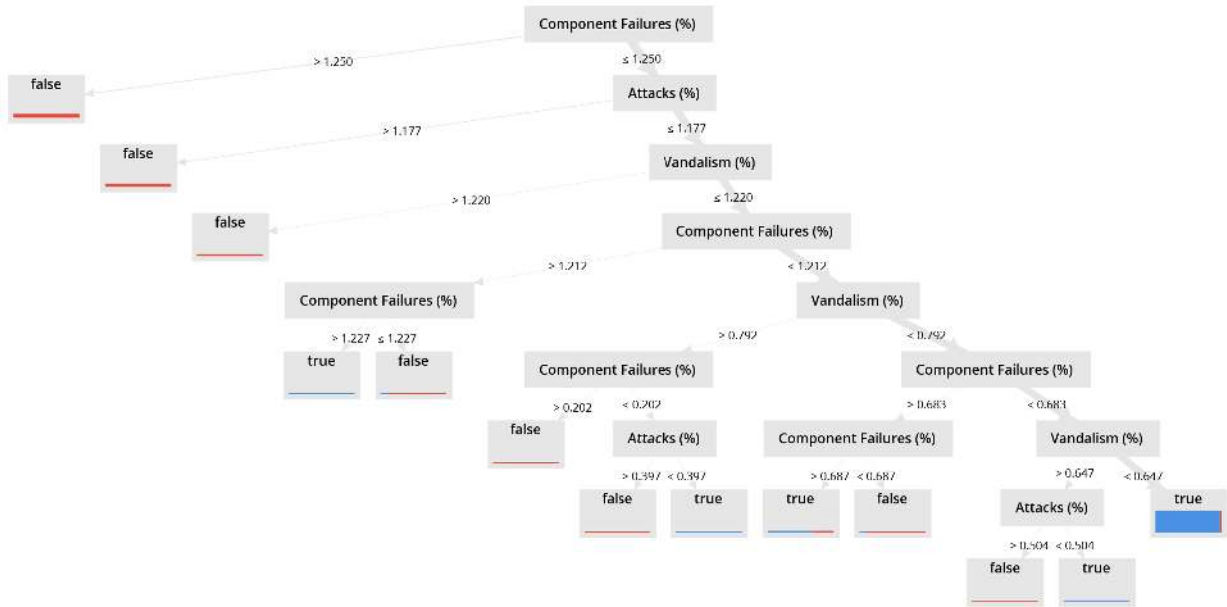 Component Failures (%)
> 1.250
≤ 1.250
false
Attacks (%)
> 1.177
≤ 1.177
false
Vandalism (%)
> 1.220
≤ 1.220
false
Component Failures (%)
> 1.212
< 1.212
Component Failures (%)
Vandalism (%)
> 1.227
≤ 1.227
> 0.792
< 0.792
true
false
Component Failures (%)
Component Failures (%)
> 0.202
< 0.202
> 0.683
< 0.683
false
Attacks (%)
Component Failures (%)
Vandalism (%)
> 0.397
< 0.397
> 0.687
< 0.687
> 0.647
< 0.647
false
true
true
false
Attacks (%)
true
> 0.504
< 0.504
false
true